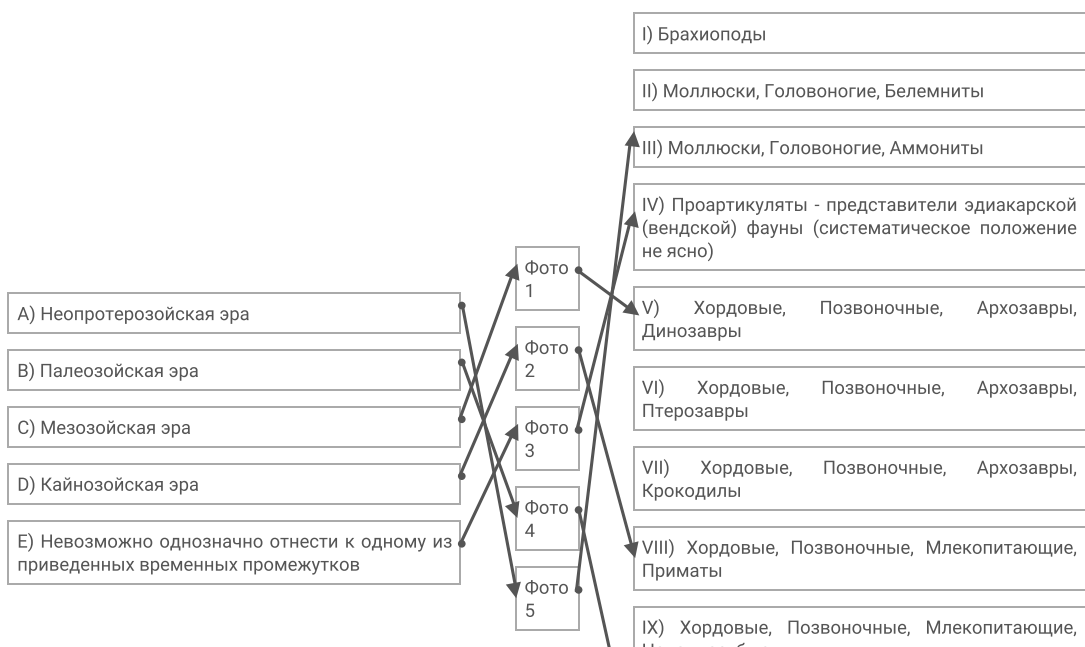 I) Брахиоподы
II) Моллюски, Головоногие, Белемниты
III) Моллюски, Головоногие, Аммониты
IV) Проартикуляты - представители эдиакарской
(вендской) фауны (систематическое положение
не ясно)
Фото
1
A) Неопротерозойская эра
V) Хордовые, Позвоночные, Архозавры,
Динозавры
Фото
2
B) Палеозойская эра
VI) Хордовые, Позвоночные, Архозавры,
Птерозавры
C) Мезозойская эра
Фото
3
VII) Хордовые, Позвоночные, Архозавры,
Крокодилы
D) Кайнозойская эра
Фото
4
E) Невозможно однозначно отнести к одному из
приведенных временных промежутков
VIII) Хордовые, Позвоночные, Млекопитающие,
Приматы
Фото
5
IX) Хордовые, Позвоночные, Млекопитающие,